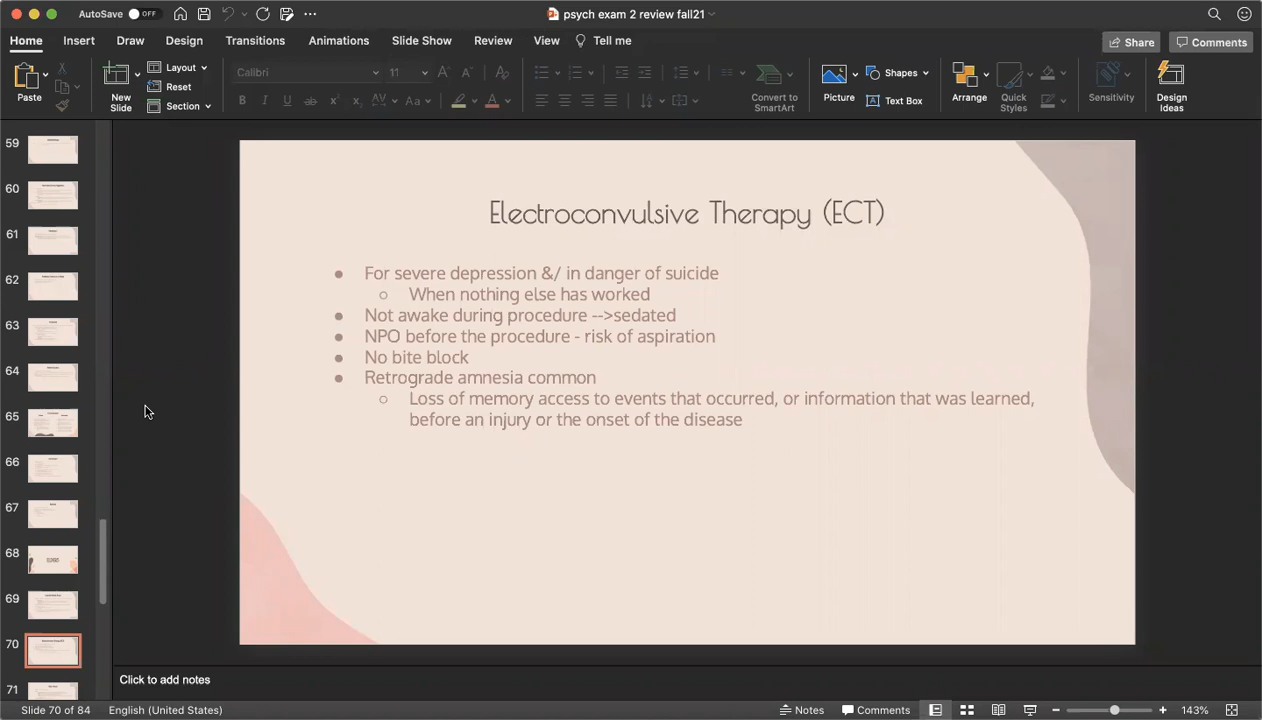 AutoSave OFF psych exam 2 review fall21
Home Insert Draw Design Transitions Animations Slide Show Review View Tell me Share Comments
Paste New Slide Layout Reset Section Calibri 11 Convert to SmartArt Picture Shapes Text Box Arrange Quick Styles Sensitivity Design Ideas
59
60
61
62
63
64
65
66
67
68
69
70
71
Electroconvulsive Therapy (ECT)
● For severe depression &/ in danger of suicide
○ When nothing else has worked
● Not awake during procedure -->sedated
● NPO before the procedure - risk of aspiration
● No bite block
● Retrograde amnesia common
○ Loss of memory access to events that occurred, or information that was learned,
before an injury or the onset of the disease
Click to add notes
Slide 70 of 84 English (United States) Notes Comments 143%